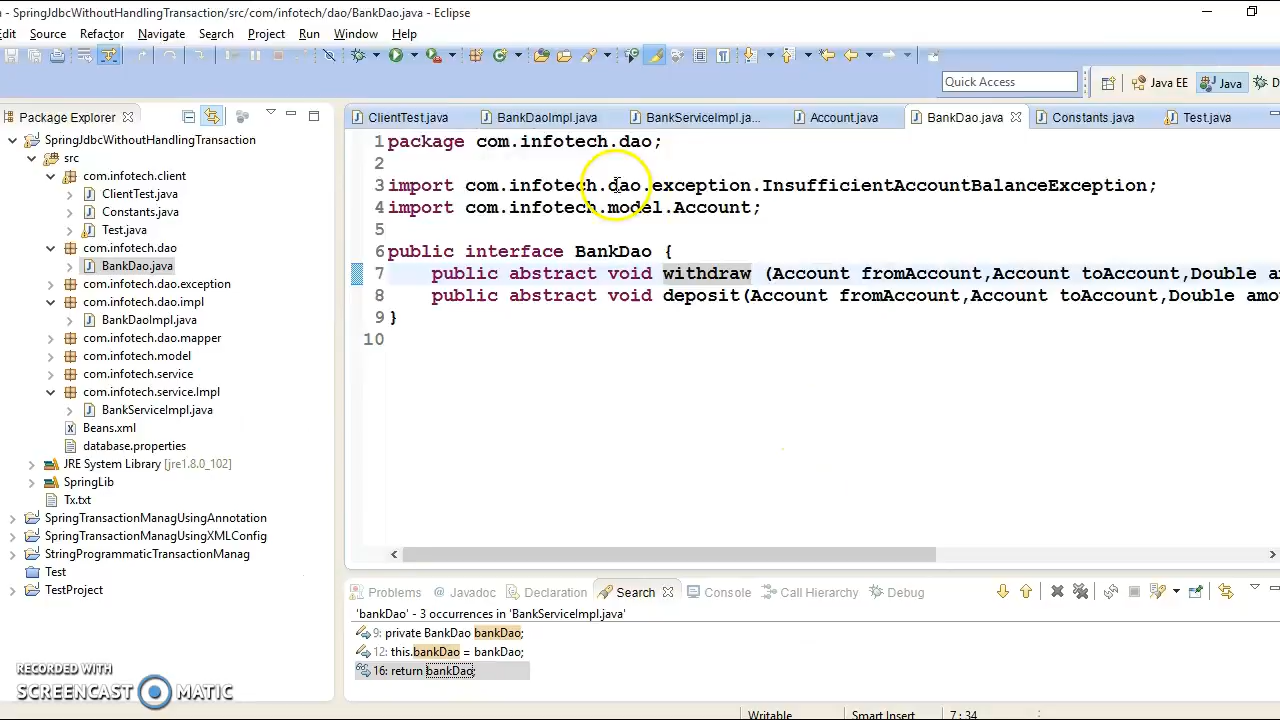 - SpringJdbcWithoutHandlingTransaction/src/com/infotech/dao/BankDao.java - Eclipse
Edit Source Refactor Navigate Search Project Run Window Help
Quick Access
Java EE
Java
D
Package Explorer
ClientTest.java
BankDaoImpl.java
BankServiceImpl.ja...
Account.java
BankDao.java
Constants.java
Test.java
SpringJdbcWithoutHandlingTransaction
src
com.infotech.client
ClientTest.java
Constants.java
Test.java
com.infotech.dao
BankDao.java
com.infotech.dao.exception
com.infotech.dao.impl
BankDaoImpl.java
com.infotech.dao.mapper
com.infotech.model
com.infotech.service
com.infotech.service.Impl
BankServiceImpl.java
Beans.xml
database.properties
JRE System Library [jre1.8.0_102]
SpringLib
Tx.txt
SpringTransactionManagUsingAnnotation
SpringTransactionManagUsingXMLConfig
StringProgrammaticTransactionManag
Test
TestProject
1 package com.infotech.dao;
2
3 import com.infotech.dao.exception.InsufficientAccountBalanceException;
4 import com.infotech.model.Account;
5
6 public interface BankDao {
7 public abstract void withdraw (Account fromAccount,Account toAccount,Double am
8 public abstract void deposit(Account fromAccount,Account toAccount,Double amo
9 }
10
Problems @ Javadoc Declaration Search Console Call Hierarchy Debug
'bankDao' - 3 occurrences in 'BankServiceImpl.java'
9: private BankDao bankDao;
12: this.bankDao = bankDao;
16: return bankDao;
RECORDED WITH
SCREENCAST MATIC
Writable
Smart Insert
7 : 34